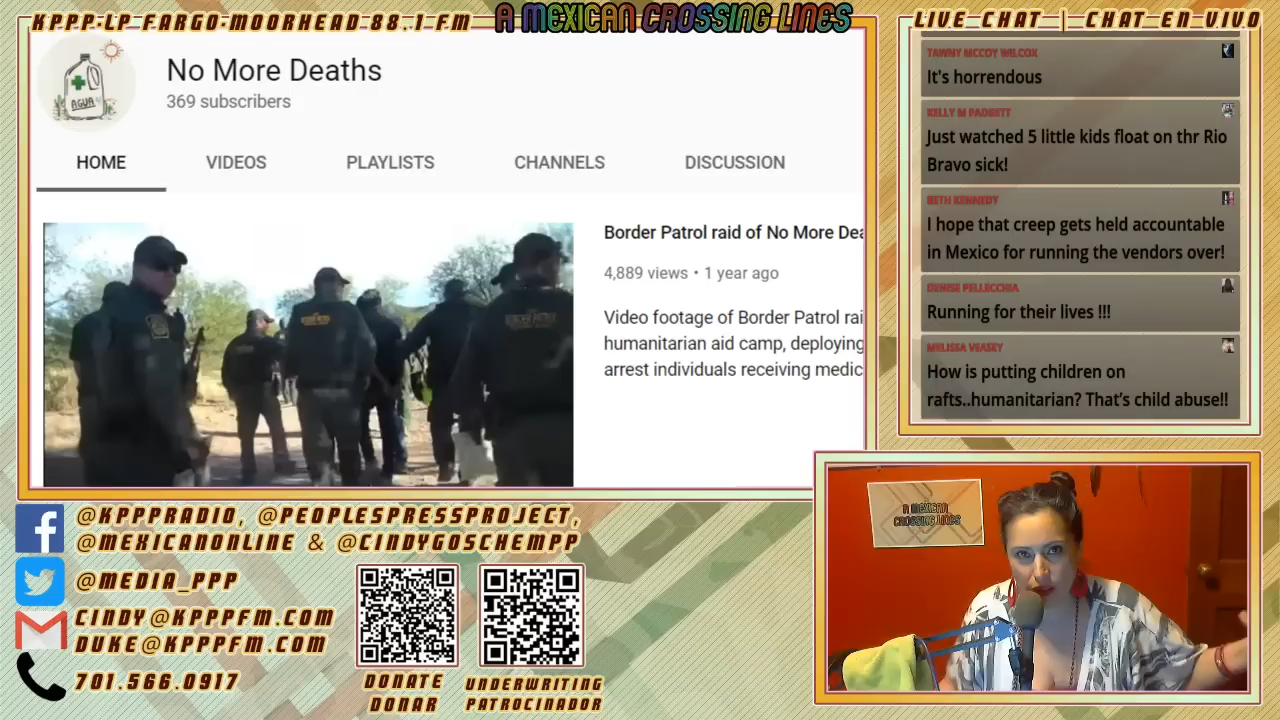 KPPP-LP FARGO-MOORHEAD 88.1 FM
A MEXICAN CROSSING LINES
LIVE CHAT | CHAT EN VIVO
AGUA
No More Deaths
369 subscribers
HOME
VIDEOS
PLAYLISTS
CHANNELS
DISCUSSION
Border Patrol raid of No More Dea
4,889 views • 1 year ago
Video footage of Border Patrol rai
humanitarian aid camp, deploying
arrest individuals receiving medic
TAWNY MCCOY WILCOX
It's horrendous
KELLY M PADGETT
Just watched 5 little kids float on thr Rio
Bravo sick!
BETH KENNEDY
I hope that creep gets held accountable
in Mexico for running the vendors over!
DENISE PELLECCHIA
Running for their lives !!!
MELISSA VEASEY
How is putting children on
rafts..humanitarian? That's child abuse!!
A MEXICAN
CROSSING LINES
@KPPPRADIO, @PEOPLESPRESSPROJECT,
@MEXICANONLINE & @CINDYGOSCHEMPP
@MEDIA_PPP
CINDY@KPPPFM.COM
DUKE@KPPPFM.COM
701.566.0917
DONATE
DONAR
UNDERWRITING
PATROCINADOR